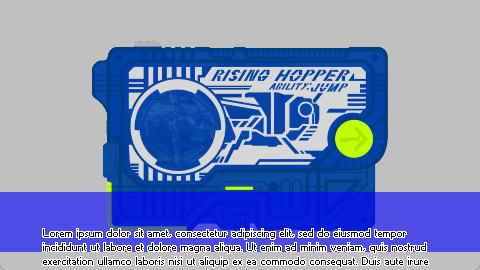 RISING HOPPER
ABILITY:JUMP
Lorem ipsum dolor sit amet, consectetur adipiscing elit, sed do eiusmod tempor
incididunt ut labore et dolore magna aliqua. Ut enim ad minim veniam, quis nostrud
exercitation ullamco laboris nisi ut aliquip ex ea commodo consequat. Duis aute irure